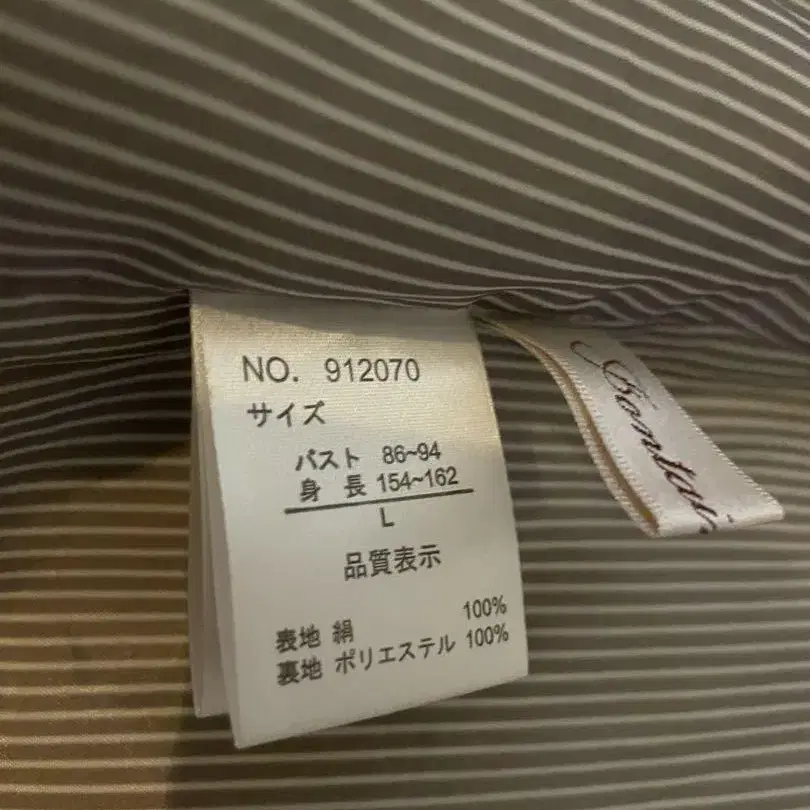 NO. 912070
サイズ
バスト 86~94
身 長 154~162
L
品質表示
表地 絹 100%
裏地 ポリエステル 100%